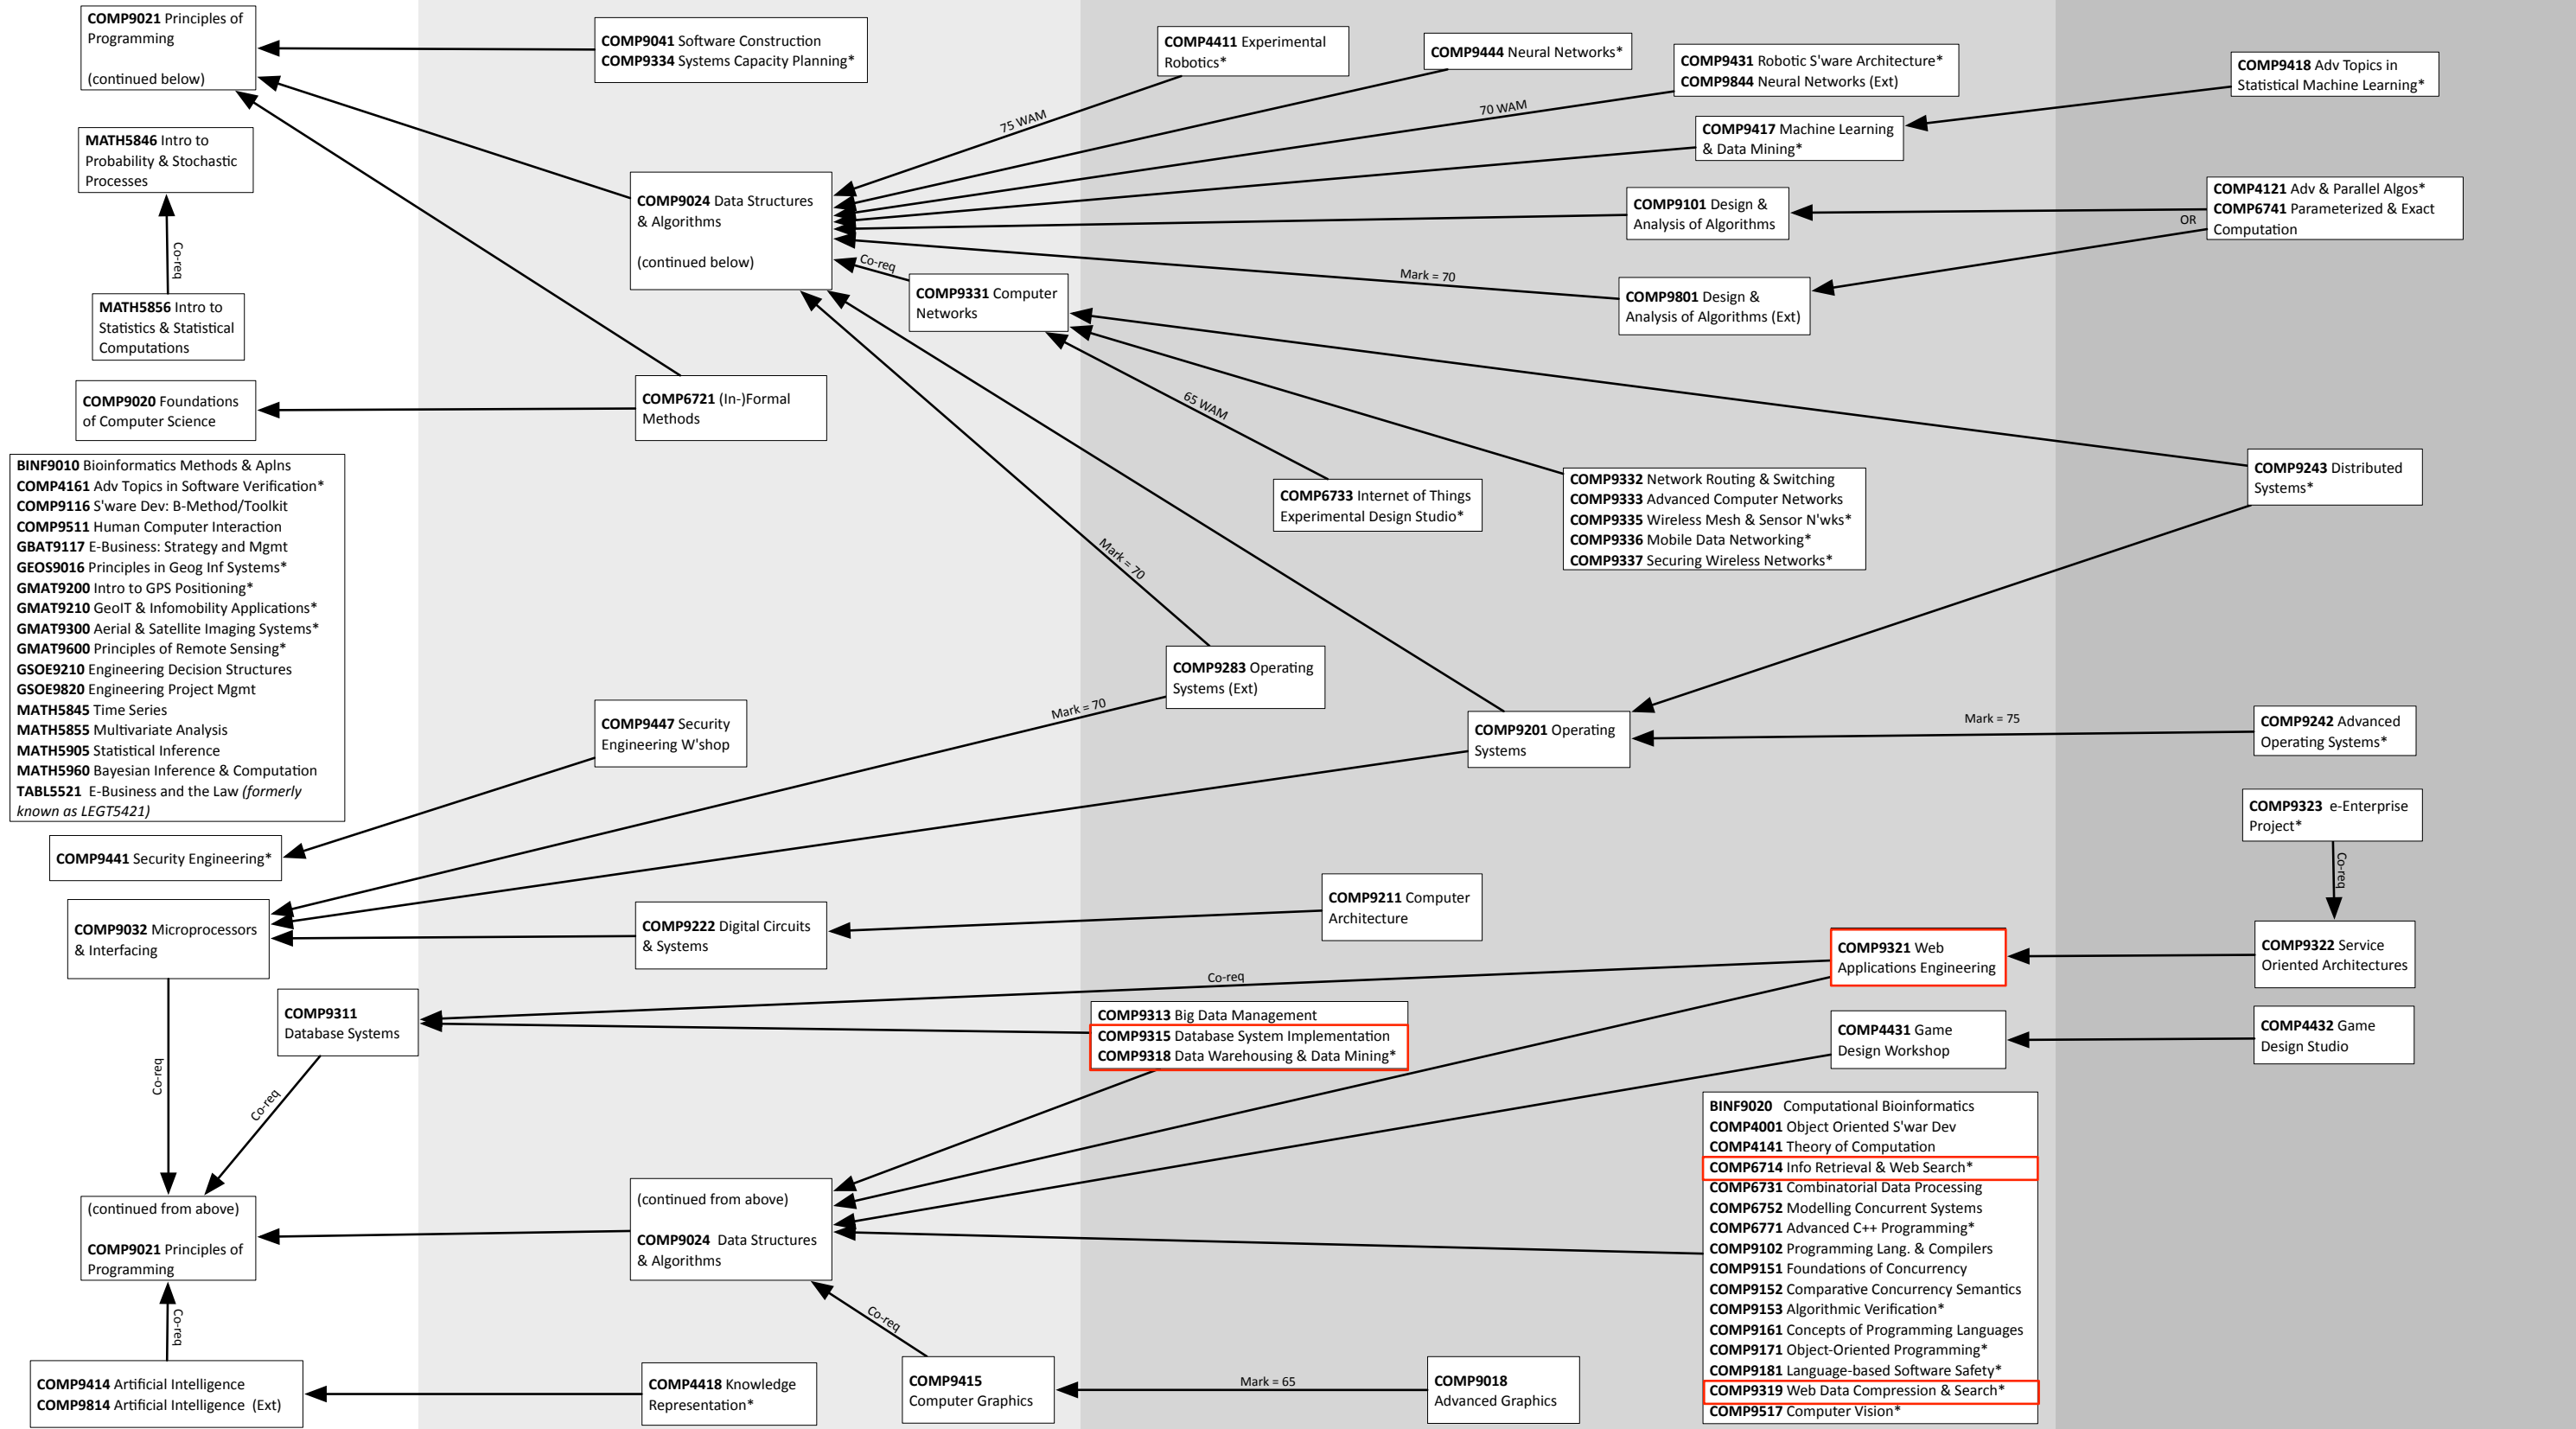 COMP9021 Principles of
Programming
(continued below)
COMP9041 Software Construction
COMP9334 Systems Capacity Planning*
COMP4411 Experimental
Robotics*
COMP9444 Neural Networks*
COMP9431 Robotic S'ware Architecture*
COMP9844 Neural Networks (Ext)
COMP9418 Adv Topics in
Statistical Machine Learning*
75 WAM
70 WAM
COMP9417 Machine Learning
& Data Mining*
MATH5846 Intro to
Probability & Stochastic
Processes
Co-req
MATH5856 Intro to
Statistics & Statistical
Computations
COMP9024 Data Structures
& Algorithms
(continued below)
COMP9101 Design &
Analysis of Algorithms
COMP4121 Adv & Parallel Algos*
COMP6741 Parameterized & Exact
Computation
OR
Co-req
Mark = 70
COMP9331 Computer
Networks
COMP9801 Design &
Analysis of Algorithms (Ext)
COMP9020 Foundations
of Computer Science
COMP6721 (In-)Formal
Methods
65 WAM
COMP6733 Internet of Things
Experimental Design Studio*
COMP9332 Network Routing & Switching
COMP9333 Advanced Computer Networks
COMP9335 Wireless Mesh & Sensor N'wks*
COMP9336 Mobile Data Networking*
COMP9337 Securing Wireless Networks*
COMP9243 Distributed
Systems*
BINF9010 Bioinformatics Methods & Aplns
COMP4161 Adv Topics in Software Verification*
COMP9116 S'ware Dev: B-Method/Toolkit
COMP9511 Human Computer Interaction
GBAT9117 E-Business: Strategy and Mgmt
GEOS9016 Principles in Geog Inf Systems*
GMAT9200 Intro to GPS Positioning*
GMAT9210 GeoIT & Infomobility Applications*
GMAT9300 Aerial & Satellite Imaging Systems*
GMAT9600 Principles of Remote Sensing*
GSOE9210 Engineering Decision Structures
GSOE9820 Engineering Project Mgmt
MATH5845 Time Series
MATH5855 Multivariate Analysis
MATH5905 Statistical Inference
MATH5960 Bayesian Inference & Computation
TABL5521 E-Business and the Law (formerly
known as LEGT5421)
Mark = 70
COMP9283 Operating
Systems (Ext)
Mark = 70
COMP9447 Security
Engineering W'shop
COMP9201 Operating
Systems
Mark = 75
COMP9242 Advanced
Operating Systems*
COMP9323 e-Enterprise
Project*
Co-req
COMP9441 Security Engineering*
COMP9032 Microprocessors
& Interfacing
COMP9222 Digital Circuits
& Systems
COMP9211 Computer
Architecture
COMP9321 Web
Applications Engineering
COMP9322 Service
Oriented Architectures
Co-req
COMP9311
Database Systems
COMP9313 Big Data Management
COMP9315 Database System Implementation
COMP9318 Data Warehousing & Data Mining*
COMP4431 Game
Design Workshop
COMP4432 Game
Design Studio
Co-req
Co-req
(continued from above)
COMP9021 Principles of
Programming
(continued from above)
COMP9024 Data Structures
& Algorithms
BINF9020 Computational Bioinformatics
COMP4001 Object Oriented S'war Dev
COMP4141 Theory of Computation
COMP6714 Info Retrieval & Web Search*
COMP6731 Combinatorial Data Processing
COMP6752 Modelling Concurrent Systems
COMP6771 Advanced C++ Programming*
COMP9102 Programming Lang. & Compilers
COMP9151 Foundations of Concurrency
COMP9152 Comparative Concurrency Semantics
COMP9153 Algorithmic Verification*
COMP9161 Concepts of Programming Languages
COMP9171 Object-Oriented Programming*
COMP9181 Language-based Software Safety*
COMP9319 Web Data Compression & Search*
COMP9517 Computer Vision*
Co-req
Co-req
COMP9414 Artificial Intelligence
COMP9814 Artificial Intelligence (Ext)
COMP4418 Knowledge
Representation*
COMP9415
Computer Graphics
Mark = 65
COMP9018
Advanced Graphics